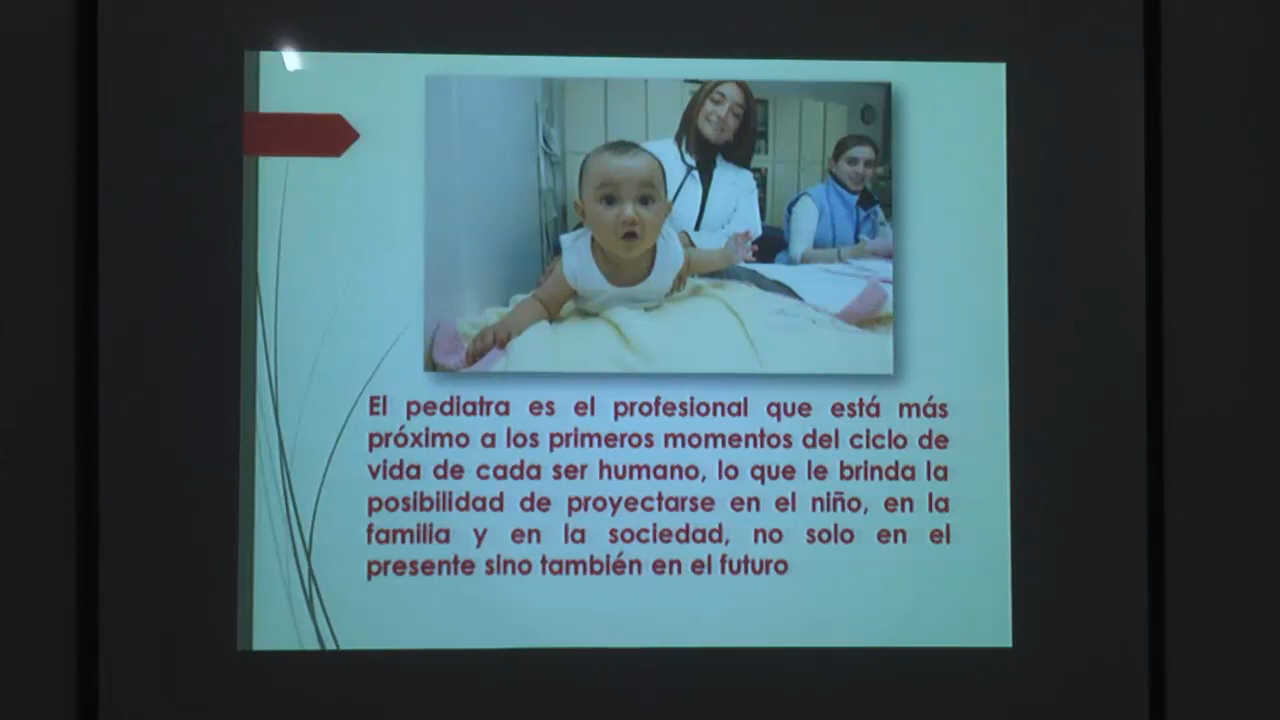 El pediatra es el profesional que está más
próximo a los primeros momentos del ciclo de
vida de cada ser humano, lo que le brinda la
posibilidad de proyectarse en el niño, en la
familia y en la sociedad, no solo en el
presente sino también en el futuro